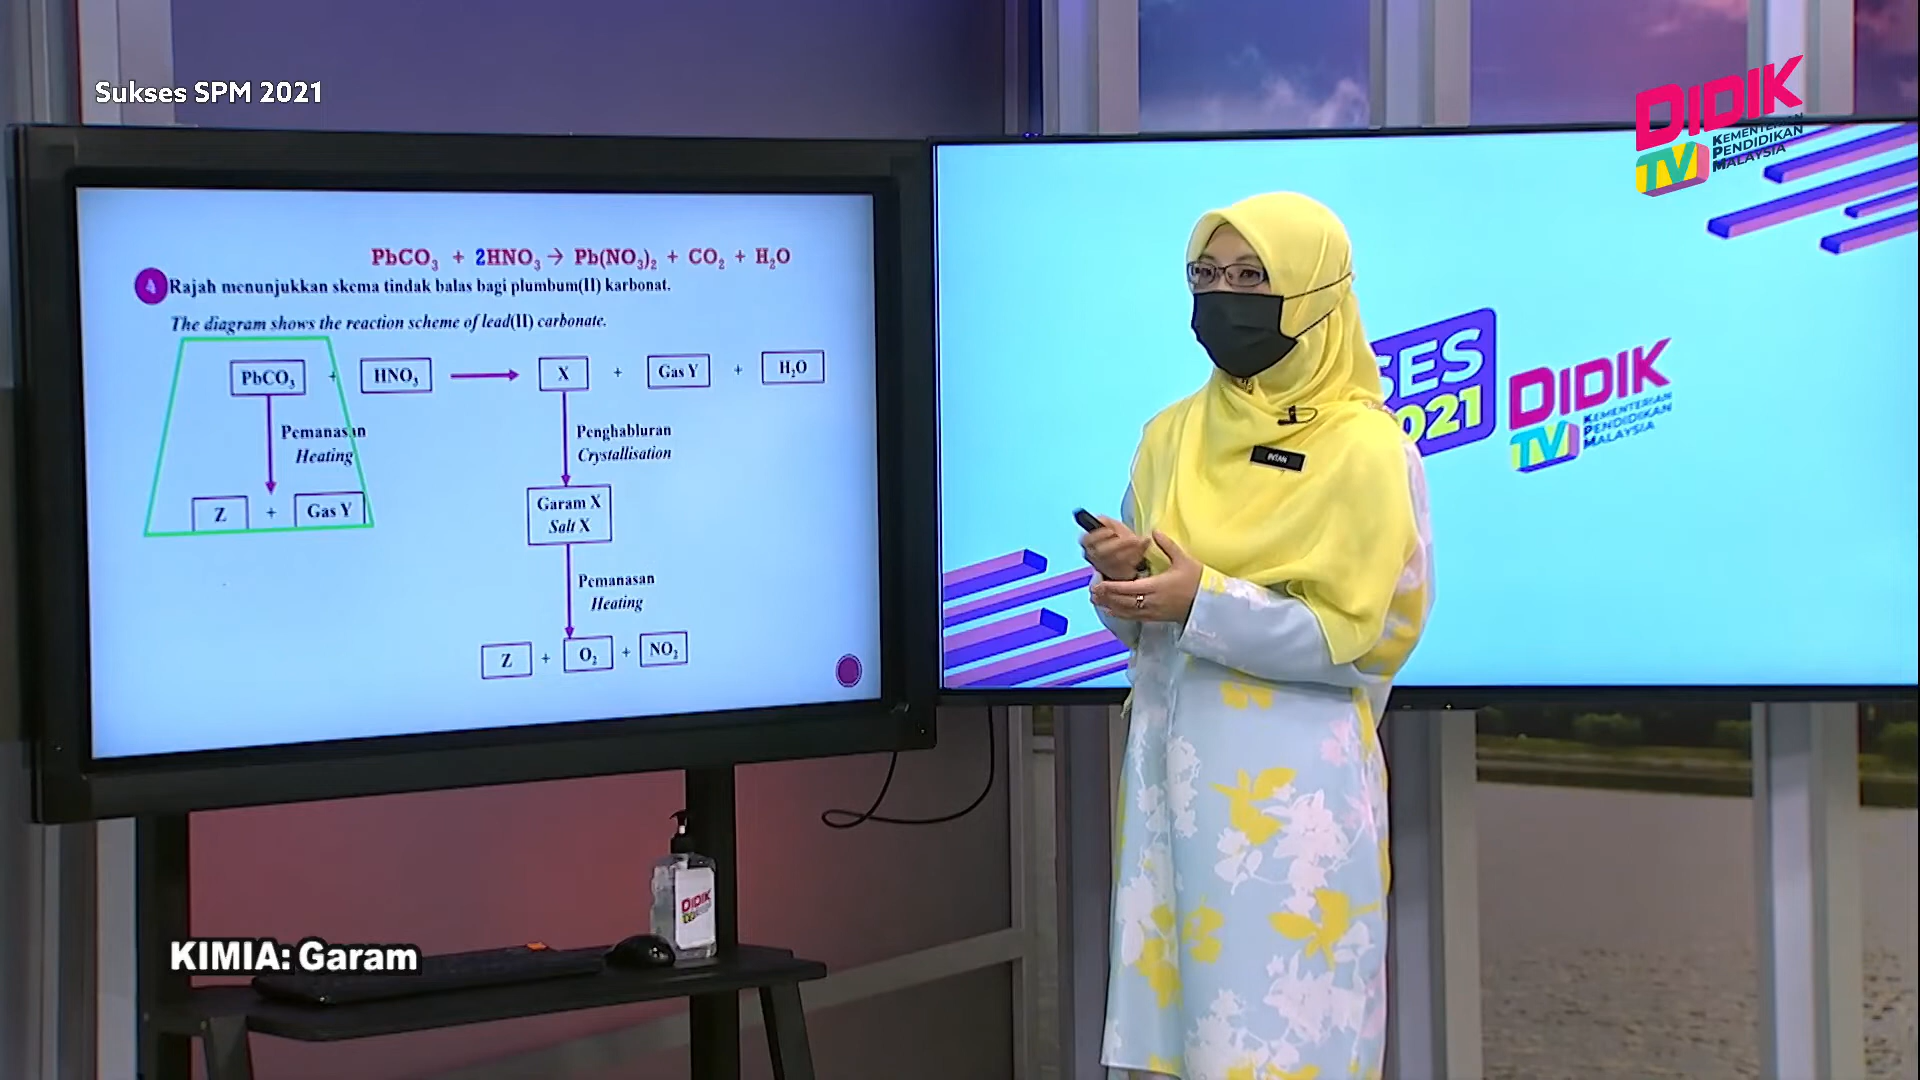 Sukses SPM 2021
DIDIK
TV
KEMENTERIAN
PENDIDIKAN
MALAYSIA
PbCO₃ + 2HNO₃ → Pb(NO₃)₂ + CO₂ + H₂O
4 Rajah menunjukkan skema tindak balas bagi plumbum(II) karbonat.
The diagram shows the reaction scheme of lead(II) carbonate.
PbCO₃ + HNO₃ X + Gas Y + H₂O
Pemanasan
Heating
Penghabluran
Crystallisation
Z + Gas Y
Garam X
Salt X
Pemanasan
Heating
Z + O₂ + NO₂
SES
2021
DIDIK
TV
KEMENTERIAN
PENDIDIKAN
MALAYSIA
INTAN
DIDIK
TV
KIMIA: Garam